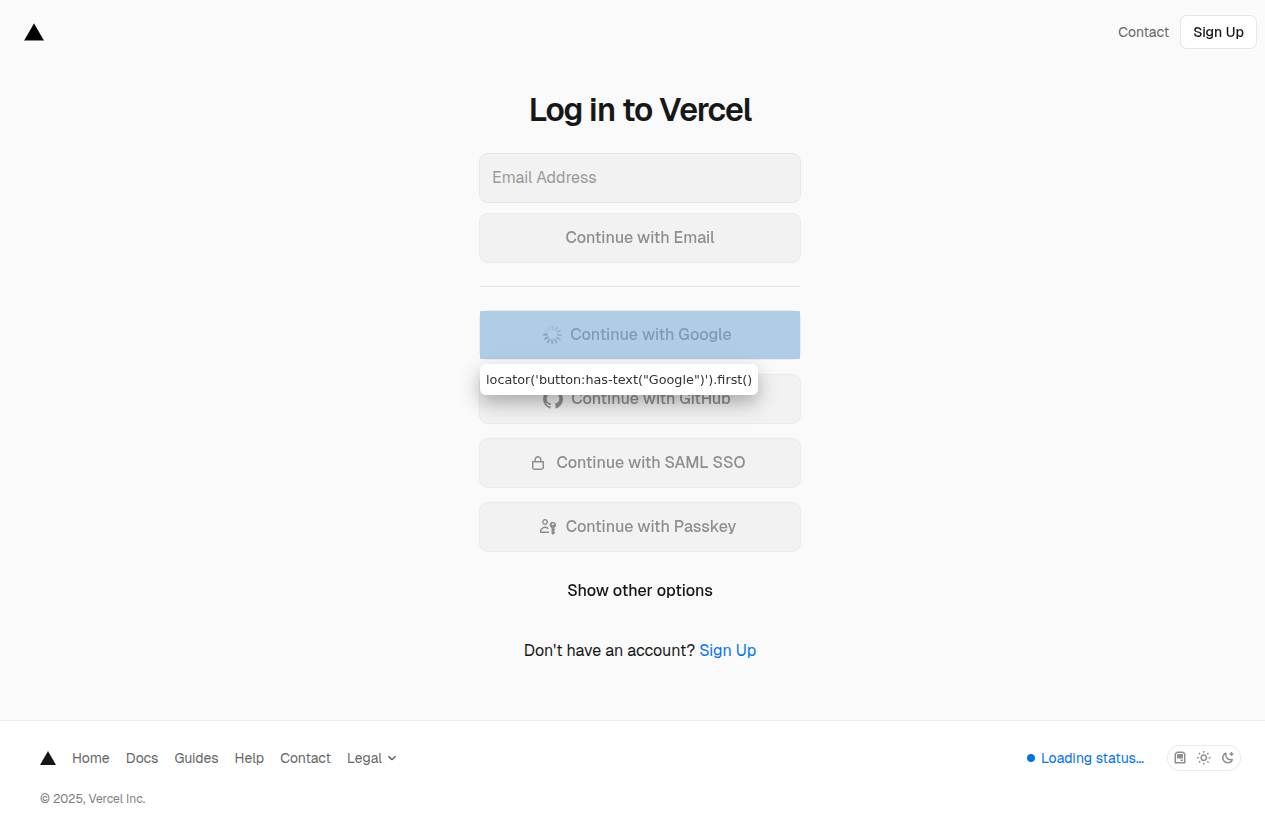 Contact
Sign Up
Log in to Vercel
Email Address
Continue with Email
Continue with Google
locator('button:has-text("Google")').first()
Continue with GitHub
Continue with SAML SSO
Continue with Passkey
Show other options
Don't have an account? Sign Up
Home Docs Guides Help Contact Legal
Loading status…
© 2025, Vercel Inc.